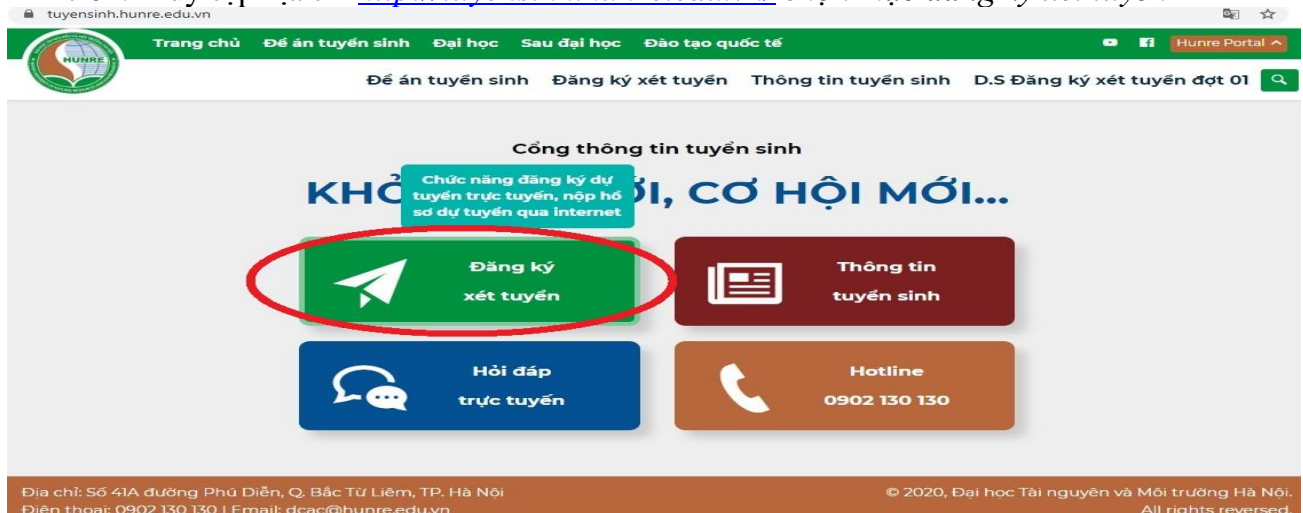 tuyensinh.hunre.edu.vn
HUNRE
Trang chủ Đề án tuyển sinh Đại học Sau đại học Đào tạo quốc tế Hunre Portal
Đề án tuyển sinh Đăng ký xét tuyển Thông tin tuyển sinh D.S Đăng ký xét tuyển đợt 01
Cổng thông tin tuyển sinh
KHỞ ỚI, CƠ HỘI MỚI...
Chức năng đăng ký dự
tuyển trực tuyến, nộp hồ
sơ dự tuyển qua internet
Đăng ký
xét tuyển
Thông tin
tuyển sinh
Hỏi đáp
trực tuyến
Hotline
0902 130 130
Địa chỉ: Số 41A đường Phú Diễn, Q. Bắc Từ Liêm, TP. Hà Nội
© 2020, Đại học Tài nguyên và Môi trường Hà Nội.
Điện thoại: 0902 130 130 | Email: dcac@hunre.edu.vn
All rights reversed.